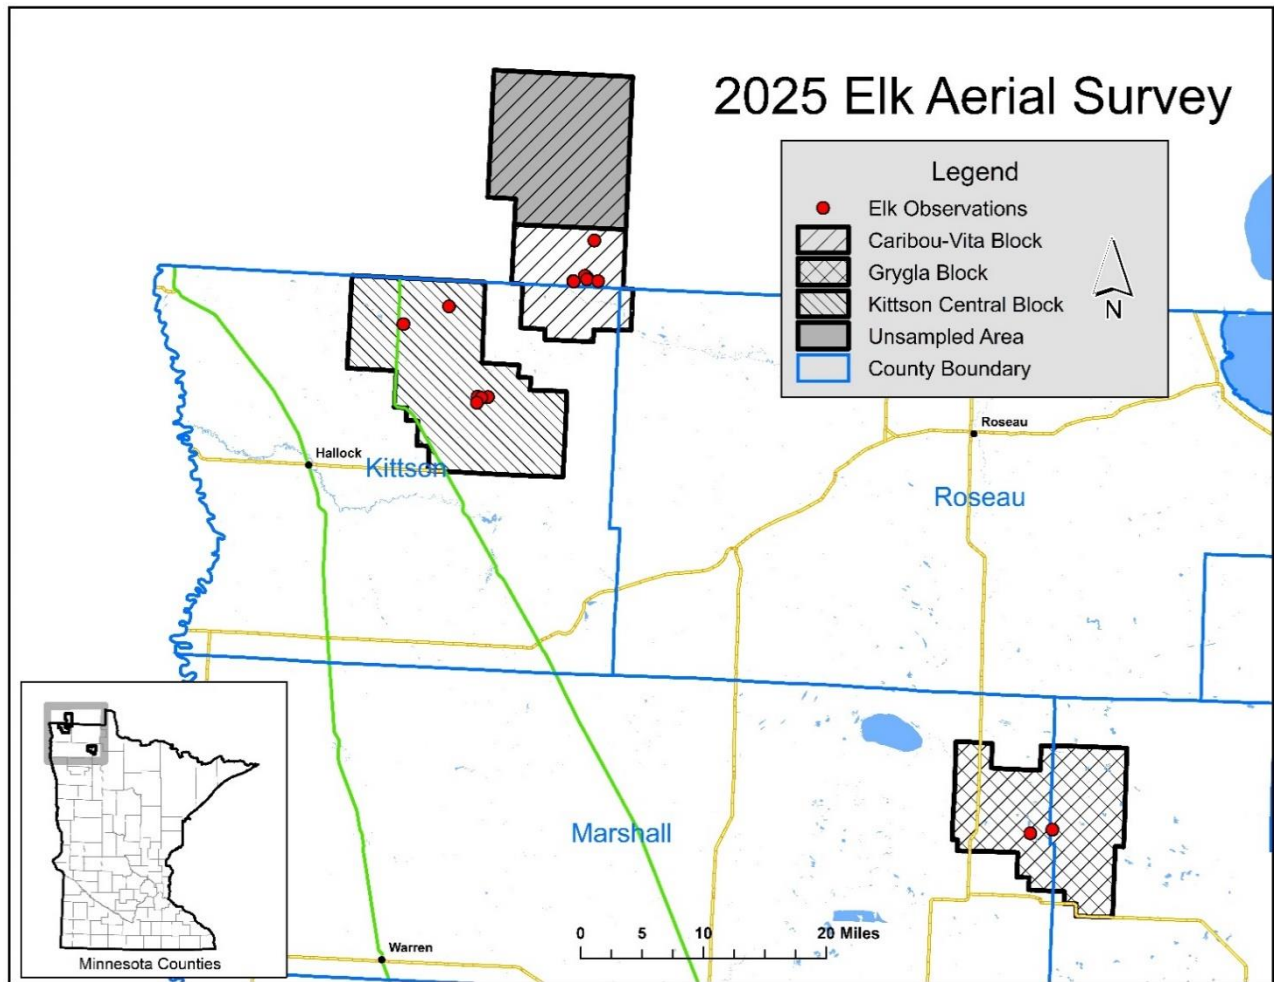 2025 Elk Aerial Survey
Legend
Elk Observations
Caribou-Vita Block
Grygla Block
Kittson Central Block
Unsampled Area
County Boundary
N
Roseau
Hallock
Kittson
Roseau
Marshall
0 5 10 20 Miles
Warren
Minnesota Counties